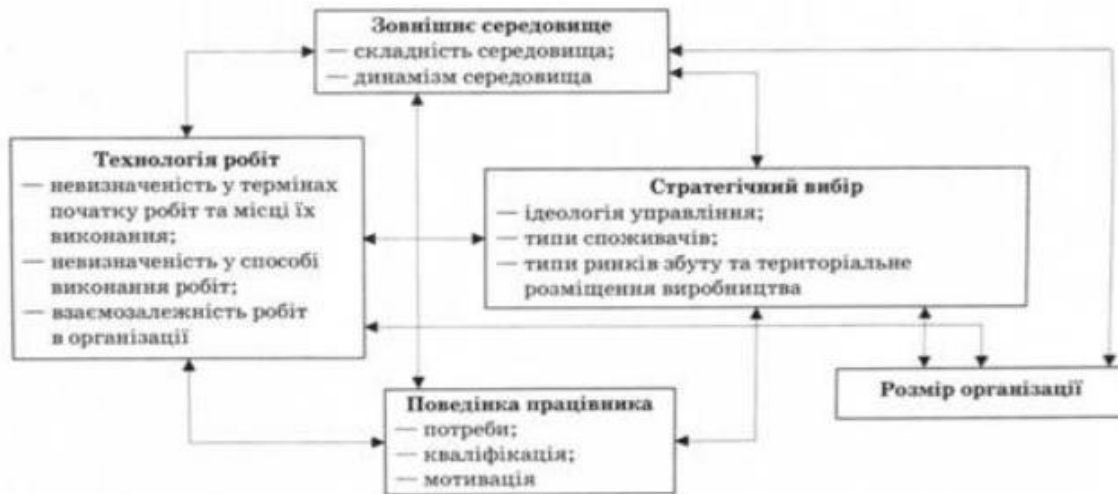 Зовнішнє середовище
— складність середовища;
— динамізм середовища
Технологія робіт
— невизначеність у термінах
початку робіт та місці їх
виконання;
— невизначеність у способі
виконання робіт;
— взаємозалежність робіт
в організації
Стратегічний вибір
— ідеологія управління;
— типи споживачів;
— типи ринків збуту та територіальне
розміщення виробництва
Розмір організації
Поведінка працівника
— потреби;
— кваліфікація;
— мотивація